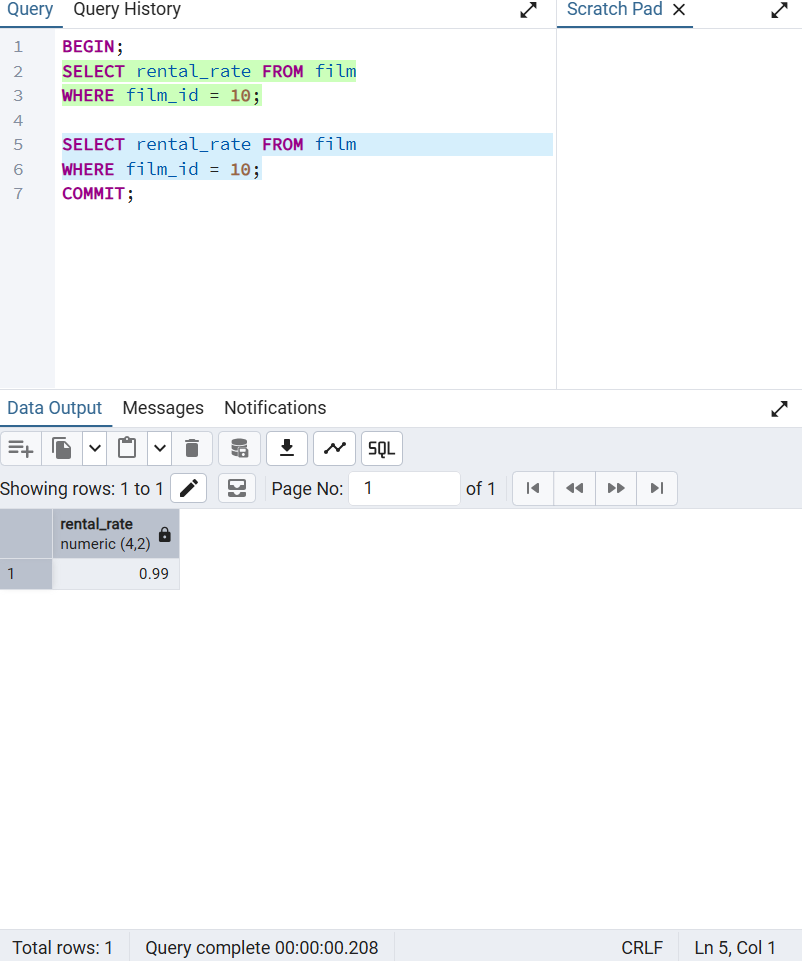 Query Query History Scratch Pad
1 BEGIN;
2 SELECT rental_rate FROM film
3 WHERE film_id = 10;
4
5 SELECT rental_rate FROM film
6 WHERE film_id = 10;
7 COMMIT;
Data Output Messages Notifications
SQL
Showing rows: 1 to 1 Page No: 1 of 1
rental_rate
numeric (4,2)
1 0.99
Total rows: 1 Query complete 00:00:00.208 CRLF Ln 5, Col 1